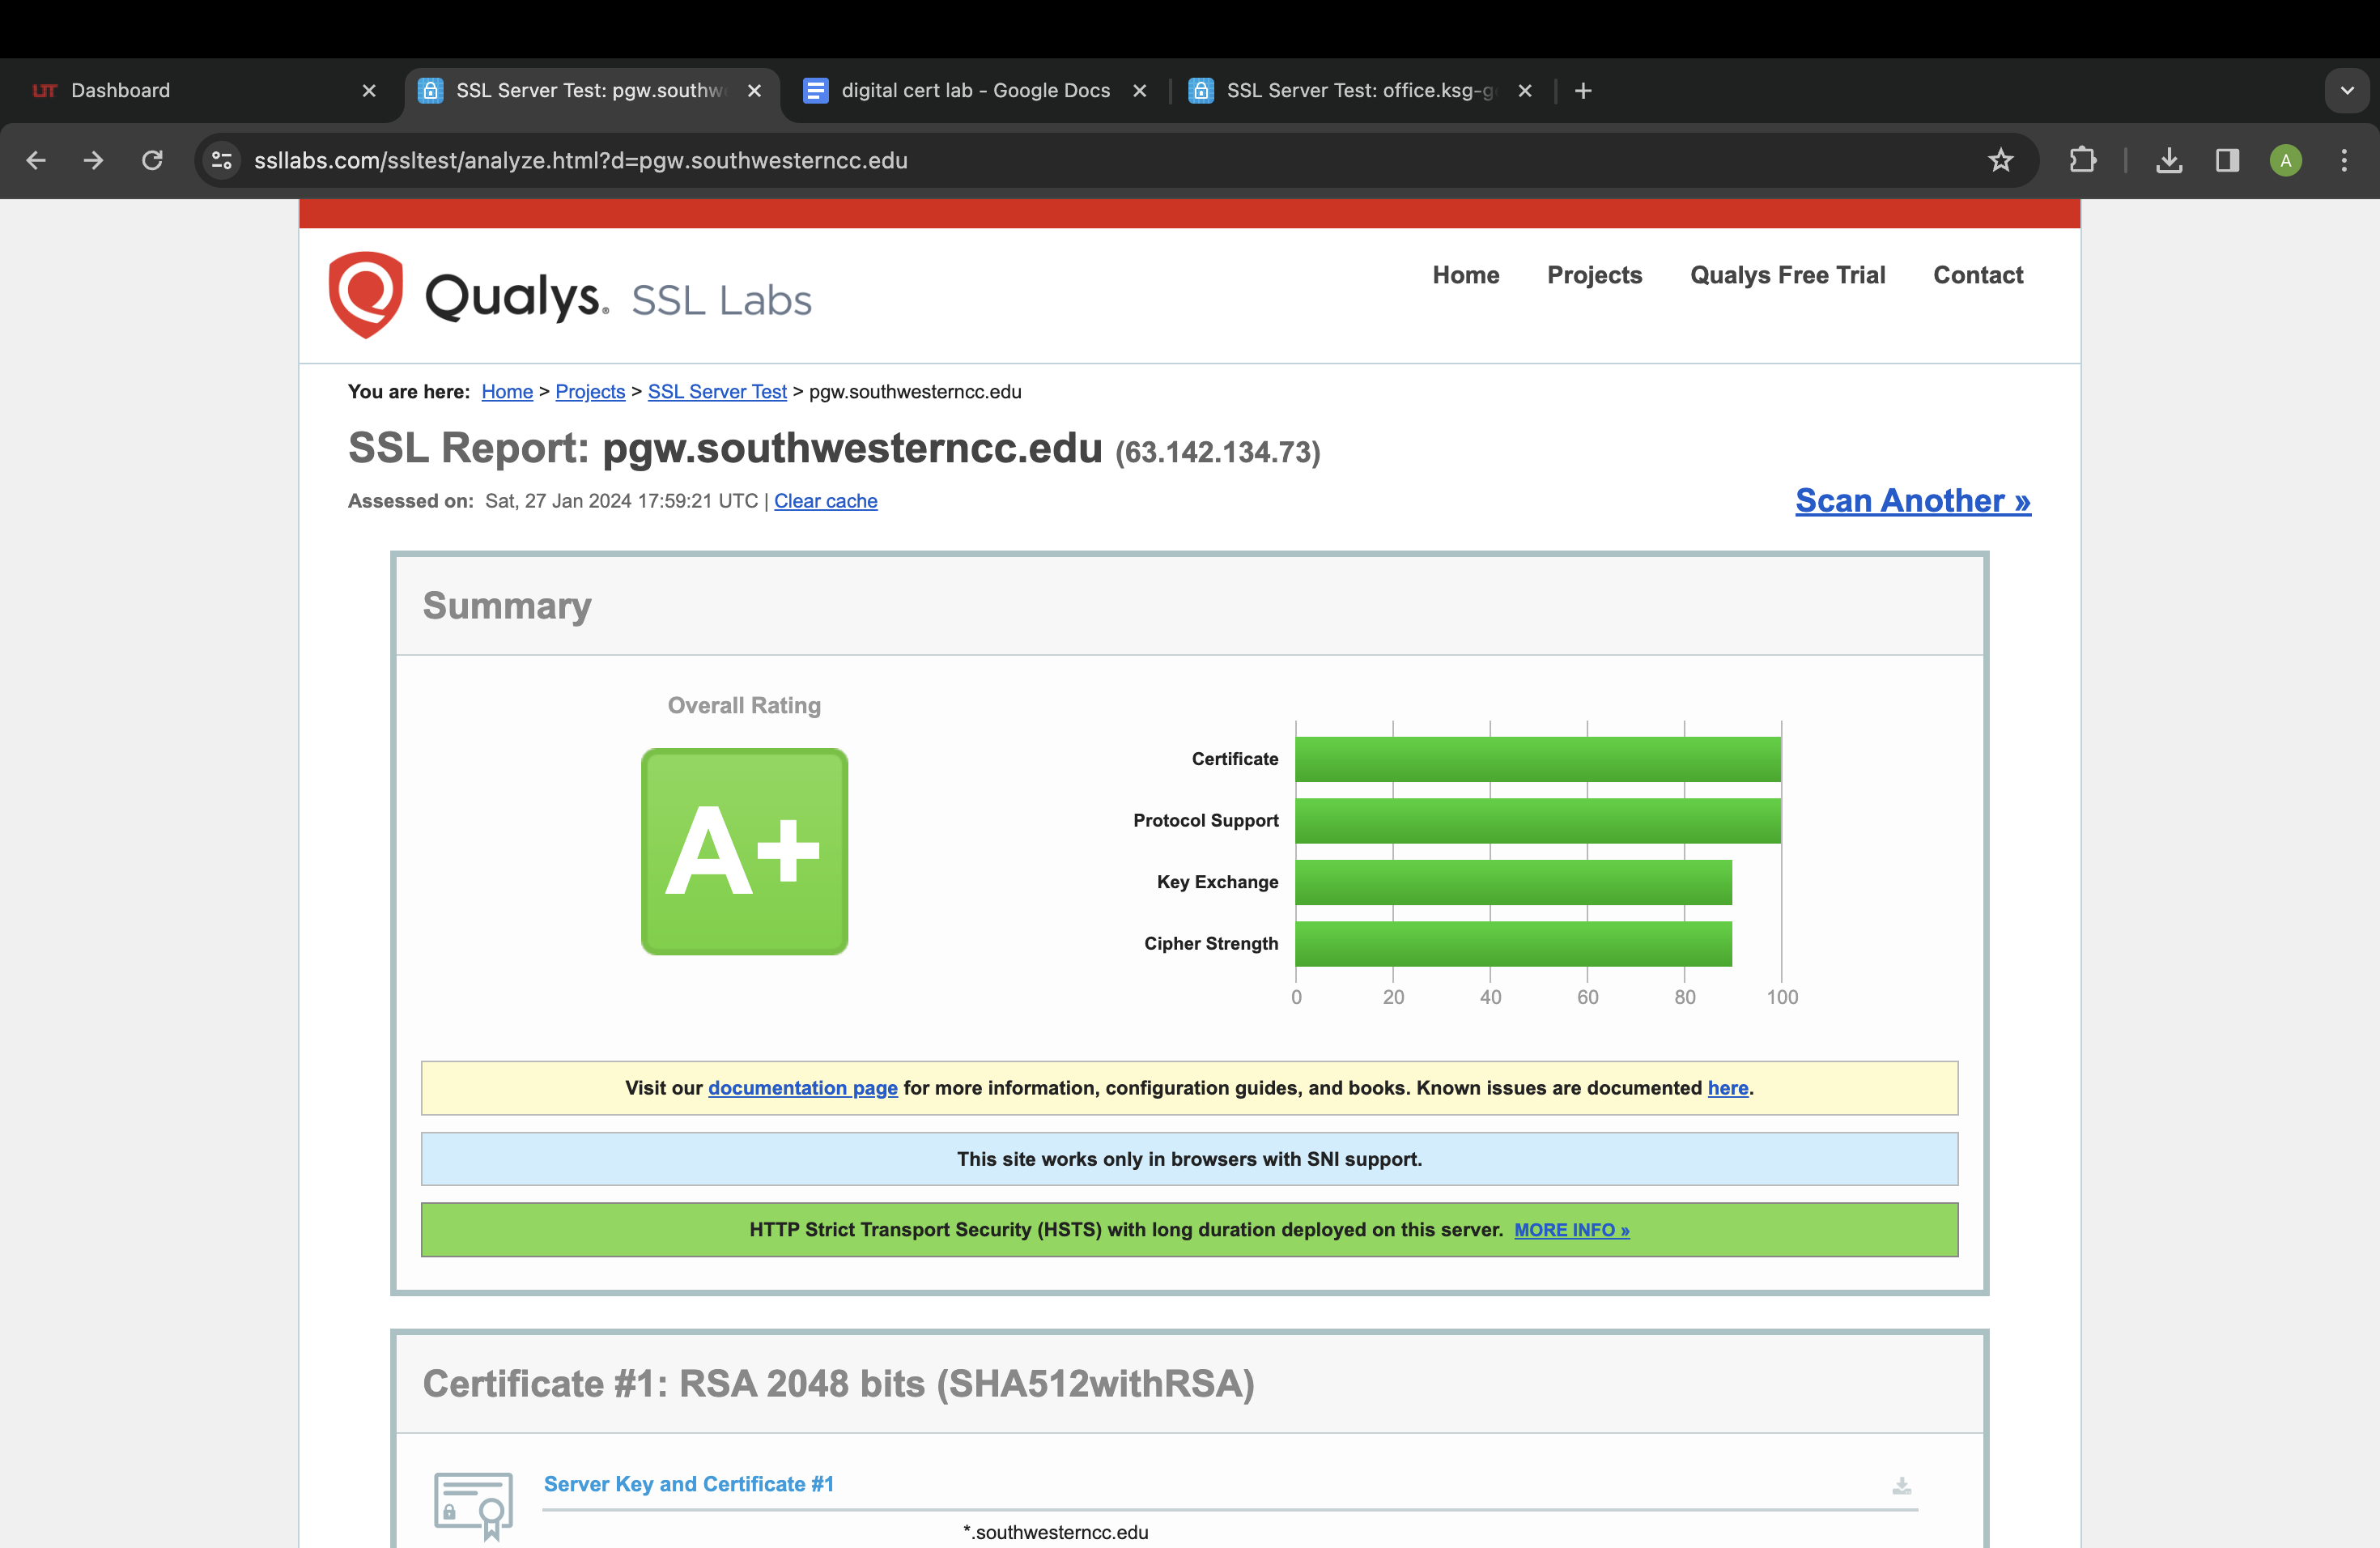 Dashboard
SSL Server Test: pgw.southw
digital cert lab - Google Docs
SSL Server Test: office.ksg-g
ssllabs.com/ssltest/analyze.html?d=pgw.southwesterncc.edu
A
Qualys. SSL Labs
Home Projects Qualys Free Trial Contact
You are here: Home > Projects > SSL Server Test > pgw.southwesterncc.edu
SSL Report: pgw.southwesterncc.edu (63.142.134.73)
Assessed on: Sat, 27 Jan 2024 17:59:21 UTC | Clear cache
Scan Another »
Summary
Overall Rating
A+
Certificate
Protocol Support
Key Exchange
Cipher Strength
0 20 40 60 80 100
Visit our documentation page for more information, configuration guides, and books. Known issues are documented here.
This site works only in browsers with SNI support.
HTTP Strict Transport Security (HSTS) with long duration deployed on this server. MORE INFO »
Certificate #1: RSA 2048 bits (SHA512withRSA)
Server Key and Certificate #1
*.southwesterncc.edu